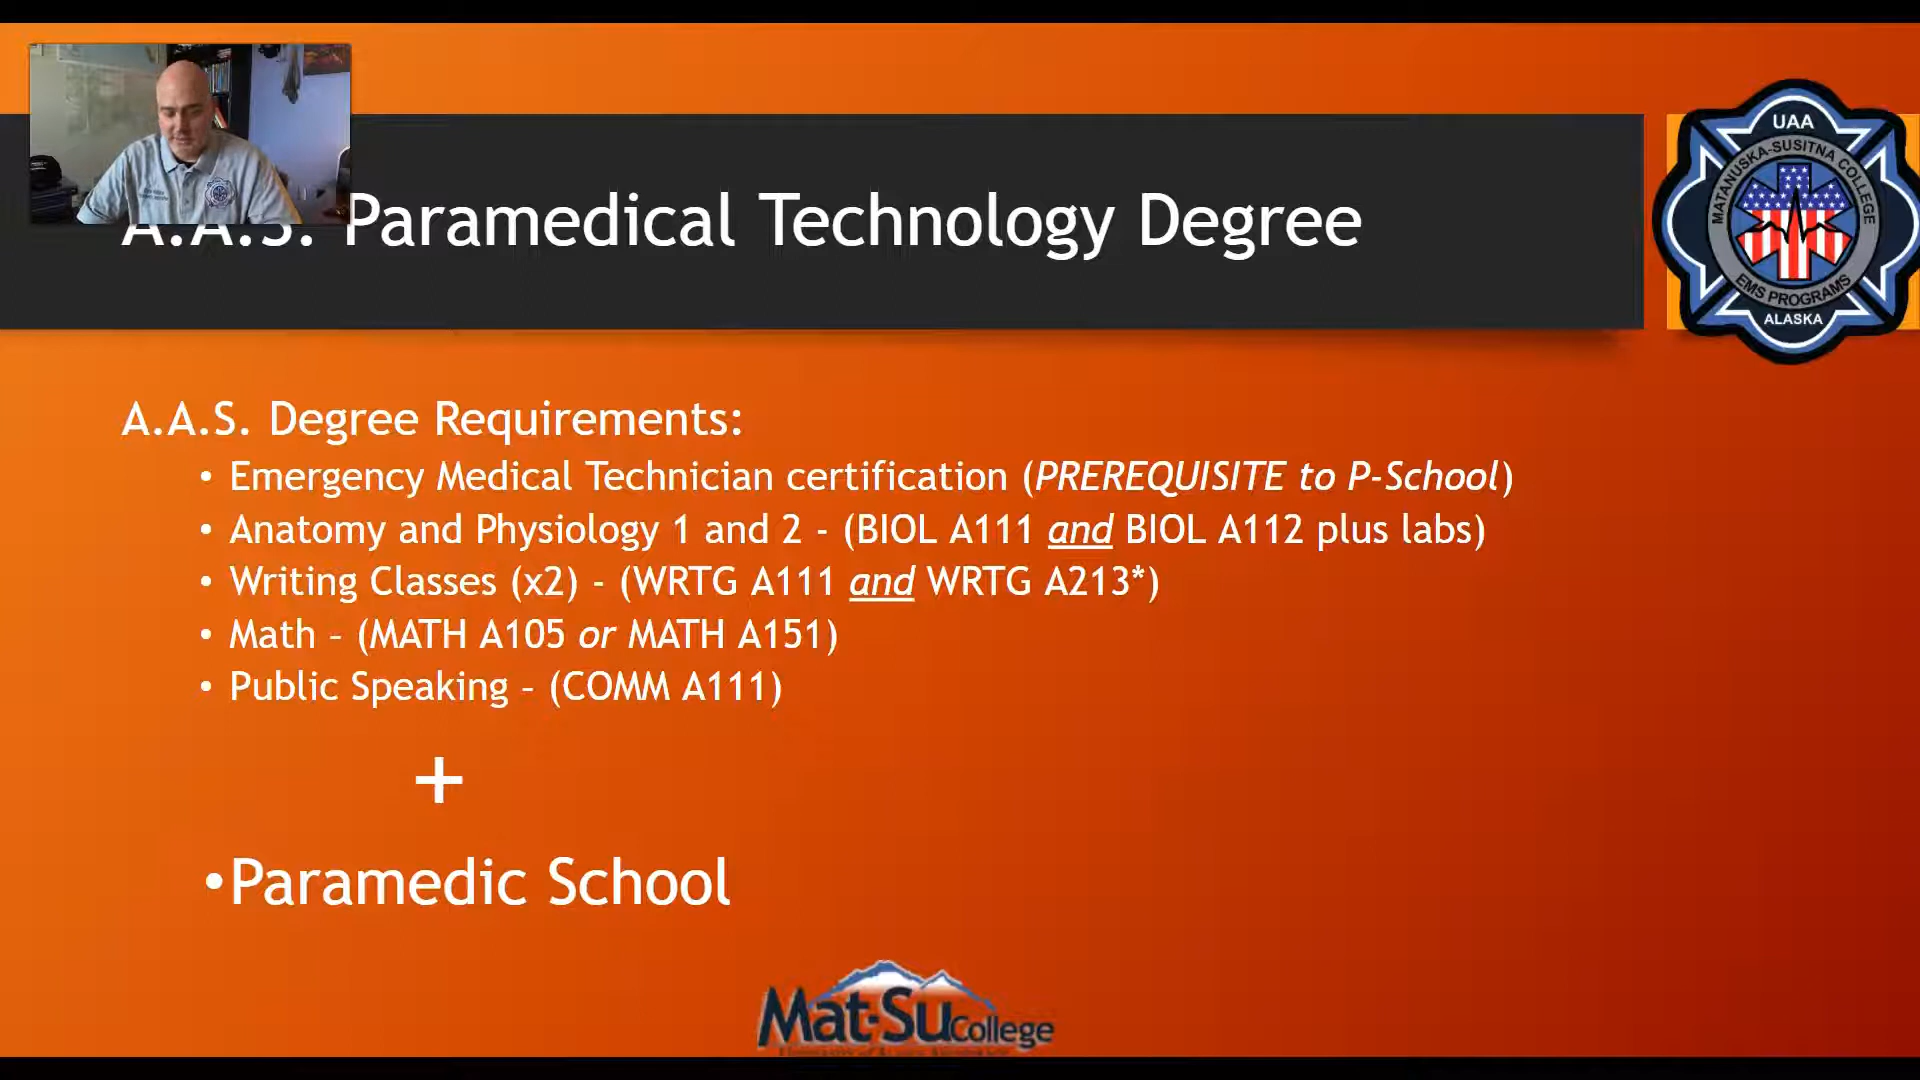 A.A.S. Paramedical Technology Degree
UAA
MATANUSKA-SUSITNA COLLEGE
EMS PROGRAMS
ALASKA
A.A.S. Degree Requirements:
• Emergency Medical Technician certification (PREREQUISITE to P-School)
• Anatomy and Physiology 1 and 2 - (BIOL A111 and BIOL A112 plus labs)
• Writing Classes (x2) - (WRTG A111 and WRTG A213*)
• Math – (MATH A105 or MATH A151)
• Public Speaking – (COMM A111)
+
•Paramedic School
Mat-Su College